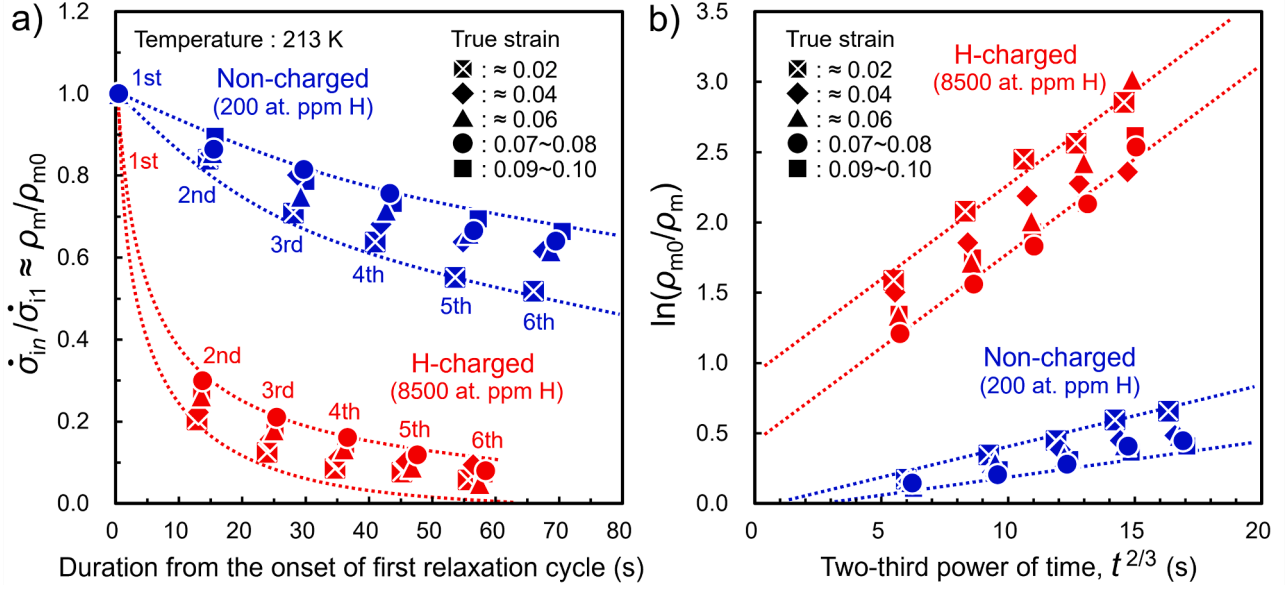 a)
1.2
1.0
0.8
0.6
0.4
0.2
0.0
σ̇in/σ̇i1 ≈ ρm/ρm0
Temperature : 213 K
True strain
: ≈ 0.02
: ≈ 0.04
: ≈ 0.06
: 0.07~0.08
: 0.09~0.10
1st
Non-charged
(200 at. ppm H)
1st
2nd
3rd
4th
5th
6th
H-charged
(8500 at. ppm H)
2nd
3rd
4th
5th
6th
0 10 20 30 40 50 60 70 80
Duration from the onset of first relaxation cycle (s)
b)
3.5
3.0
2.5
2.0
1.5
1.0
0.5
0.0
ln(ρm0/ρm)
True strain
: ≈ 0.02
: ≈ 0.04
: ≈ 0.06
: 0.07~0.08
: 0.09~0.10
H-charged
(8500 at. ppm H)
Non-charged
(200 at. ppm H)
0 5 10 15 20
Two-third power of time, t 2/3 (s)